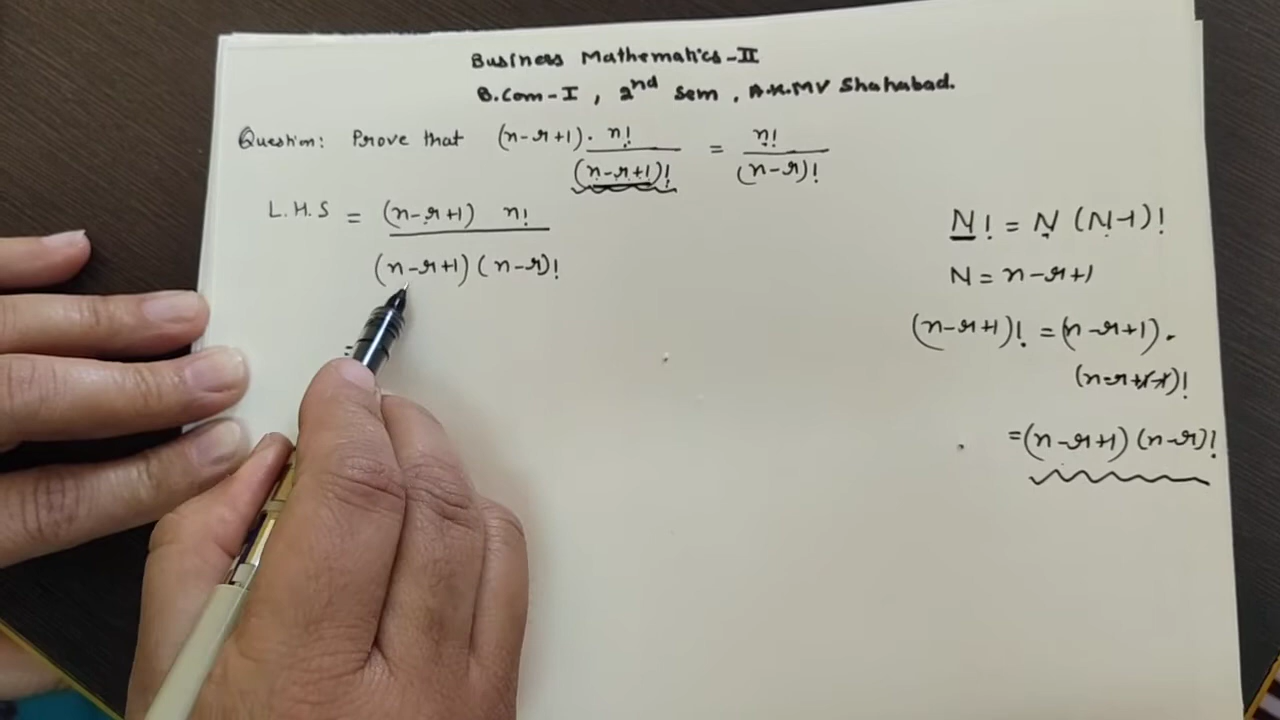 Business Mathematics-II
B.Com-I, 2nd Sem, A.K.MV Shahabad.
Question: Prove that (n-r+1). n!/(n-r+1)! = n!/(n-r)!
L.H.S = (n-r+1) n!
(n-r+1)(n-r)!
N! = N (N-1)!
N = n-r+1
(n-r+1)! = (n-r+1).
(n-r+1-1)!
=(n-r+1)(n-r)!